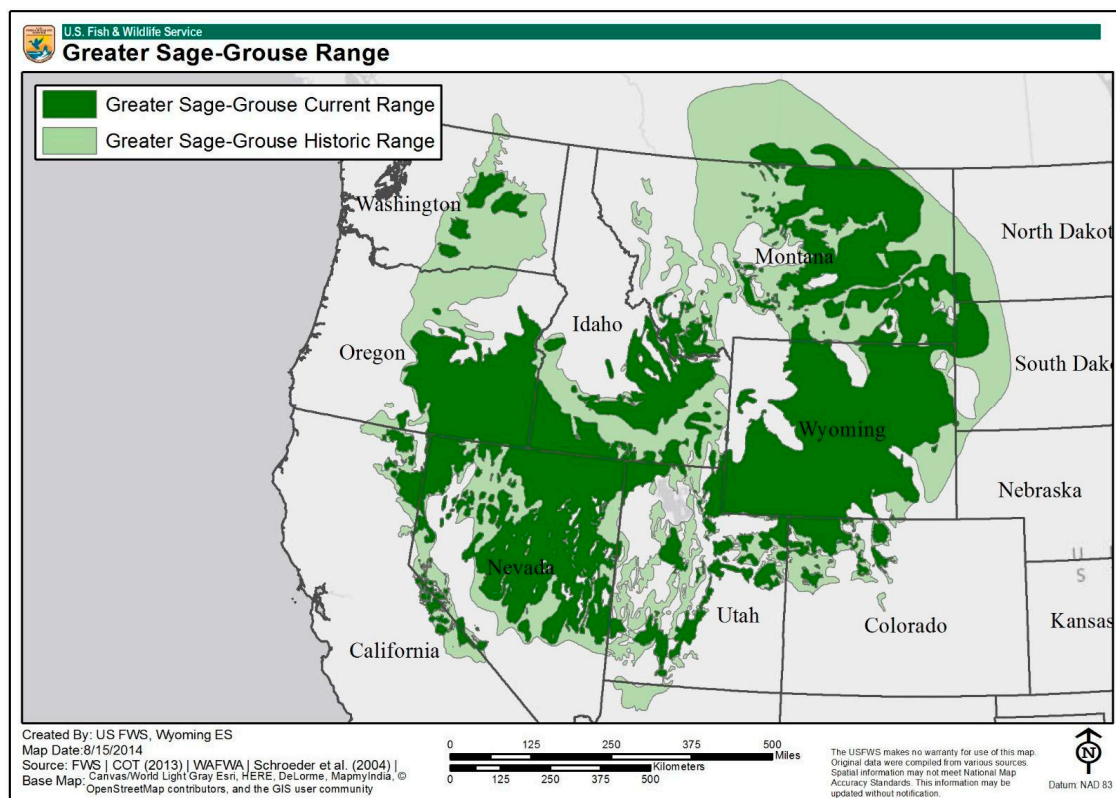 U.S. Fish & Wildlife Service
Greater Sage-Grouse Range
Greater Sage-Grouse Current Range
Greater Sage-Grouse Historic Range
Washington
North Dakot
Montana
Idaho
Oregon
South Dako
Wyoming
Nebraska
U
S
Nevada
Utah
Colorado
Kansas
California
Created By: US FWS, Wyoming ES
Map Date:8/15/2014
Source: FWS | COT (2013) | WAFWA | Schroeder et al. (2004) |
Base Map: Canvas/World Light Gray Esri, HERE, DeLorme, MapmyIndia, ©
OpenStreetMap contributors, and the GIS user community
0 125 250 375 500
Miles
Kilometers
0 125 250 375 500
The USFWS makes no warranty for use of this map.
Original data were compiled from various sources.
Spatial information may not meet National Map
Accuracy Standards. This information may be
updated without notification.
N
Datum: NAD 83